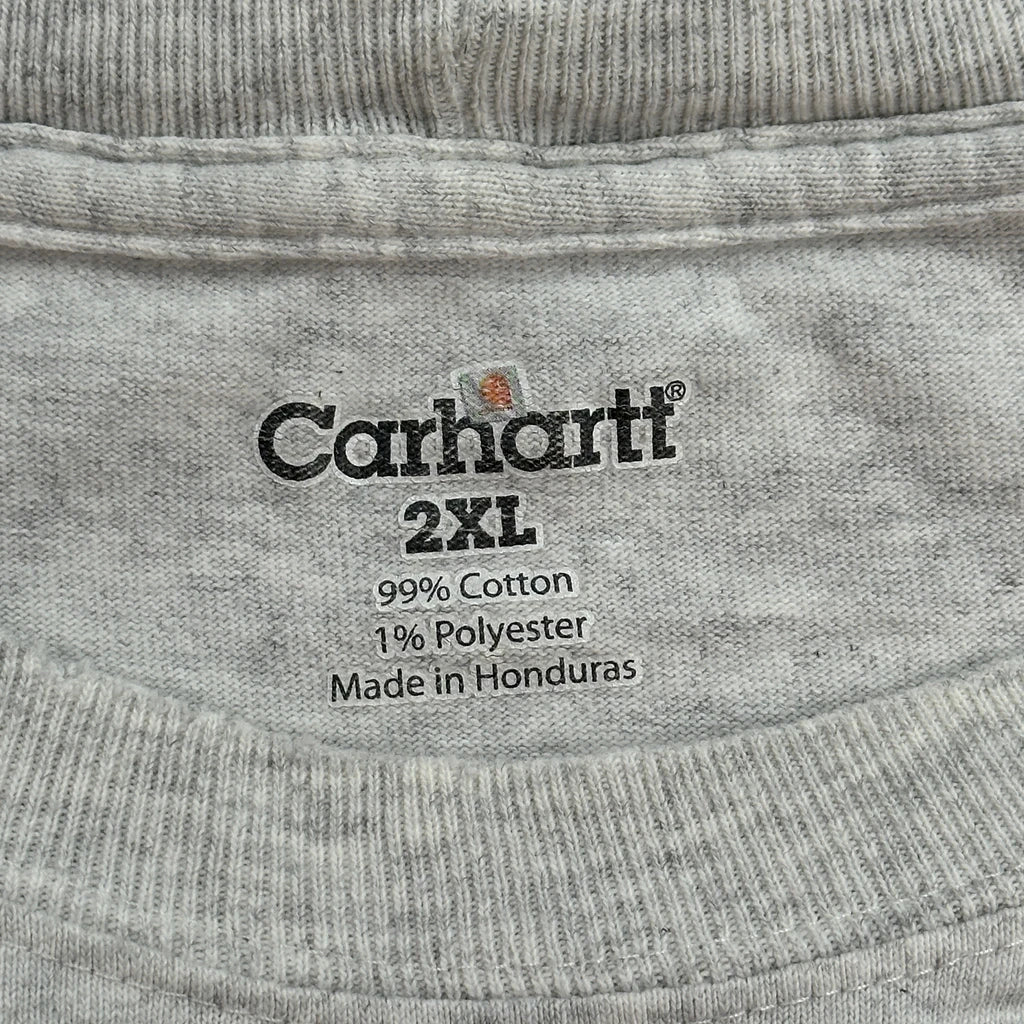 Carhartt®
2XL
99% Cotton
1% Polyester
Made in Honduras